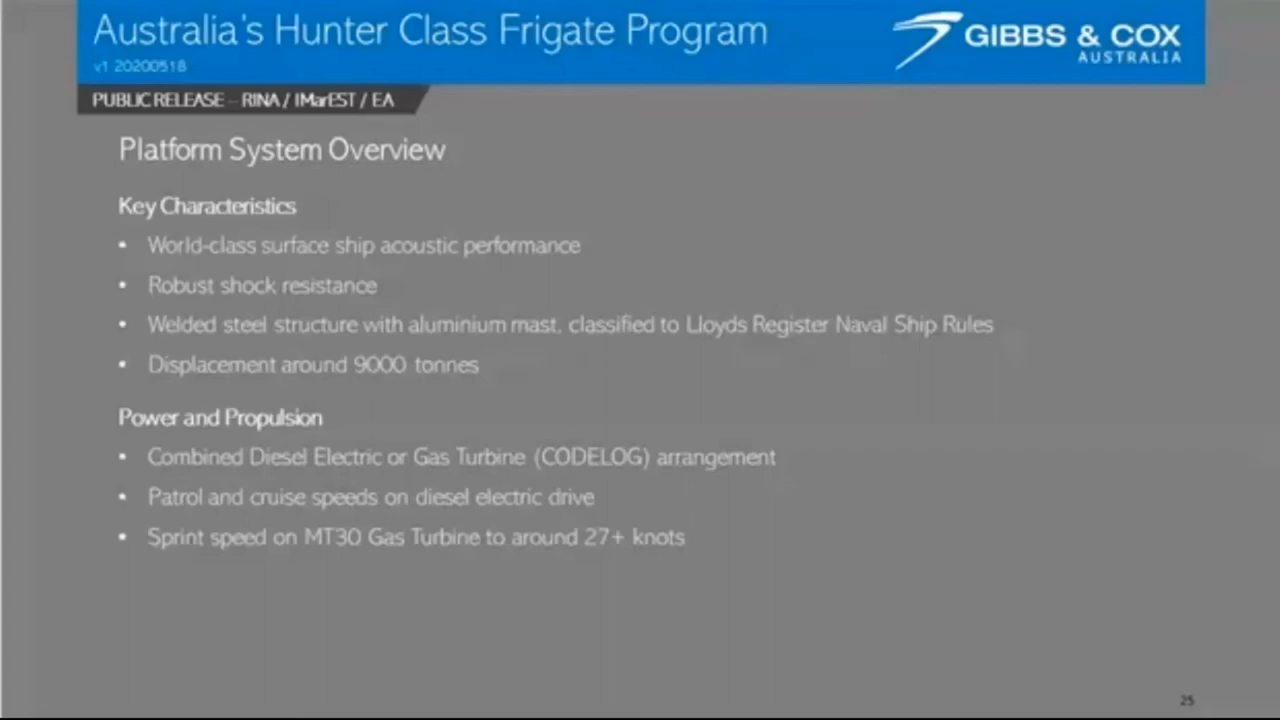 Australia's Hunter Class Frigate Program
GIBBS & COX
AUSTRALIA
v1 20200518
PUBLIC RELEASE – RINA / IMarEST / EA
Platform System Overview
Key Characteristics
• World-class surface ship acoustic performance
• Robust shock resistance
• Welded steel structure with aluminium mast, classified to Lloyds Register Naval Ship Rules
• Displacement around 9000 tonnes
Power and Propulsion
• Combined Diesel Electric or Gas Turbine (CODELOG) arrangement
• Patrol and cruise speeds on diesel electric drive
• Sprint speed on MT30 Gas Turbine to around 27+ knots
25